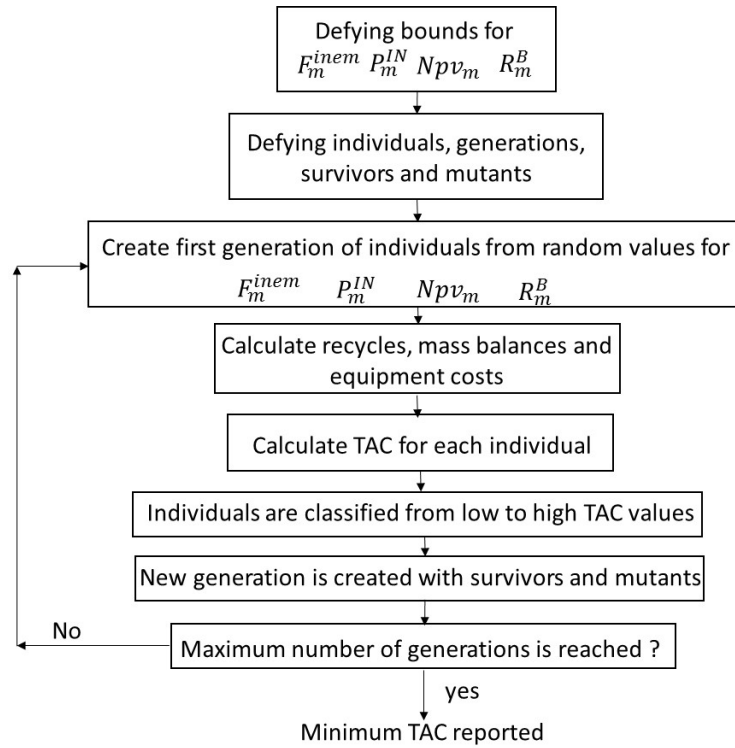 Defying bounds for
F_m^{inem} P_m^{IN} Npv_m R_m^B
Defying individuals, generations,
survivors and mutants
Create first generation of individuals from random values for
F_m^{inem} P_m^{IN} Npv_m R_m^B
Calculate recycles, mass balances and
equipment costs
Calculate TAC for each individual
Individuals are classified from low to high TAC values
New generation is created with survivors and mutants
No
Maximum number of generations is reached ?
yes
Minimum TAC reported